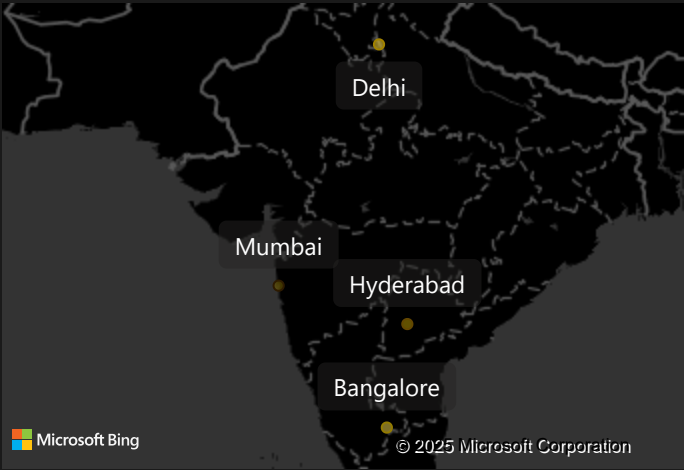 Delhi
Mumbai
Hyderabad
Bangalore
Microsoft Bing
© 2025 Microsoft Corporation